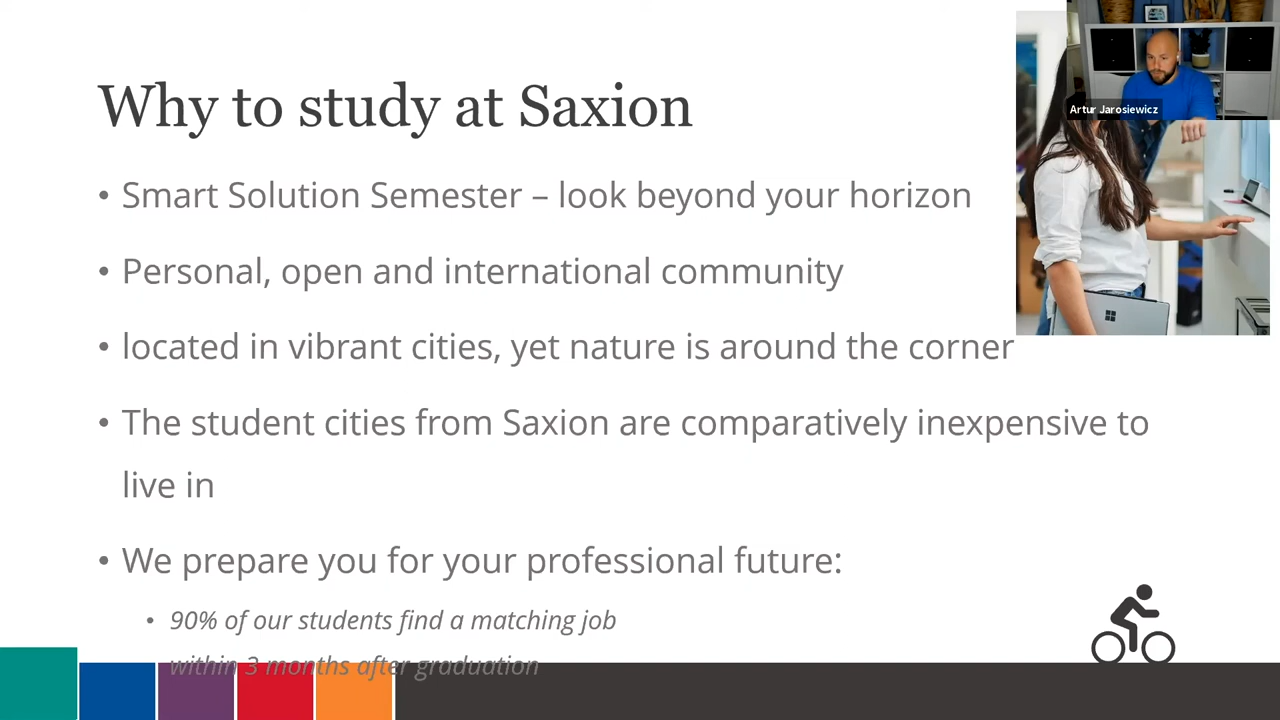 Why to study at Saxion
Artur Jarosiewicz
• Smart Solution Semester – look beyond your horizon
• Personal, open and international community
• located in vibrant cities, yet nature is around the corner
• The student cities from Saxion are comparatively inexpensive to
live in
• We prepare you for your professional future:
• 90% of our students find a matching job
within 3 months after graduation